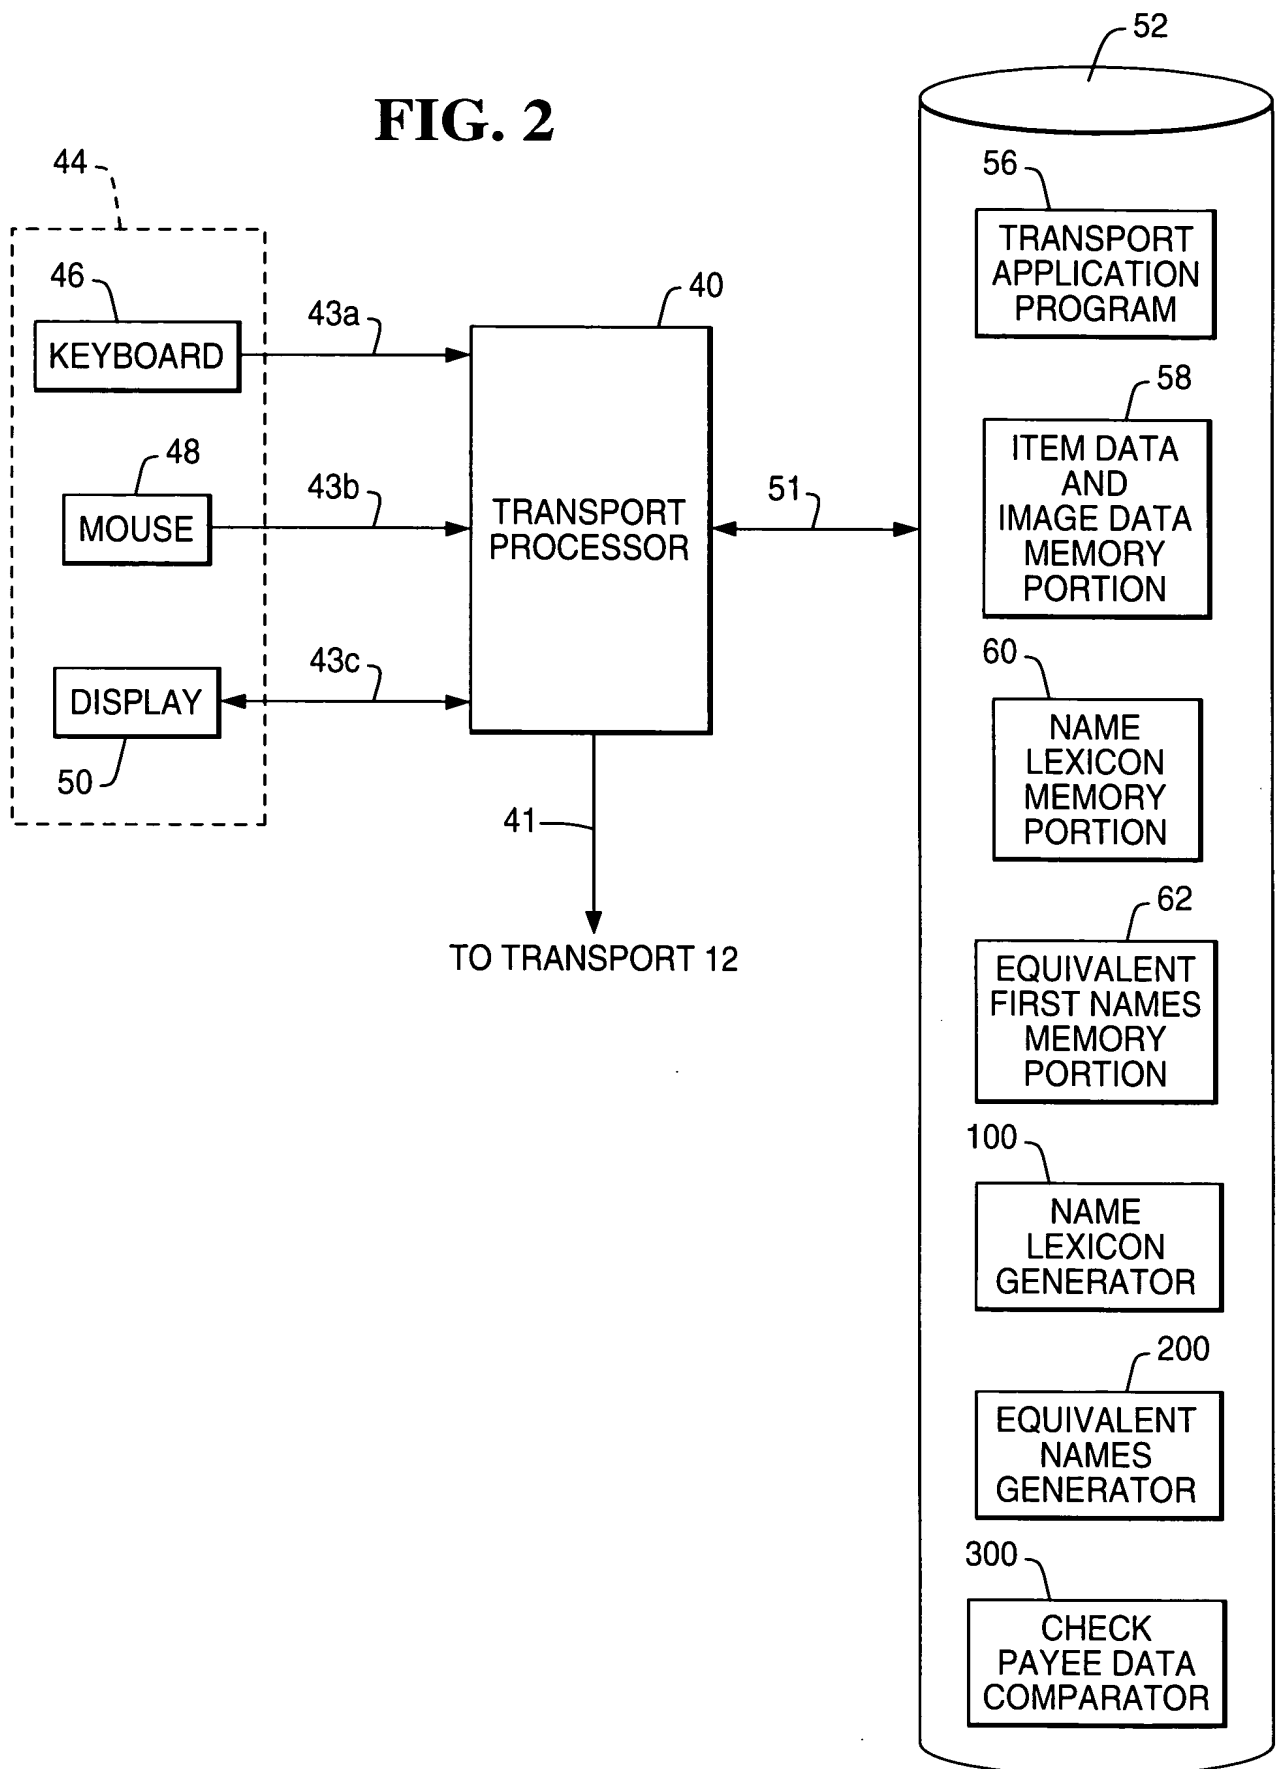 FIG. 2
44
46
KEYBOARD
43a
48
MOUSE
43b
DISPLAY
43c
50
40
TRANSPORT
PROCESSOR
51
41
TO TRANSPORT 12
52
56
TRANSPORT
APPLICATION
PROGRAM
58
ITEM DATA
AND
IMAGE DATA
MEMORY
PORTION
60
NAME
LEXICON
MEMORY
PORTION
62
EQUIVALENT
FIRST NAMES
MEMORY
PORTION
100
NAME
LEXICON
GENERATOR
200
EQUIVALENT
NAMES
GENERATOR
300
CHECK
PAYEE DATA
COMPARATOR